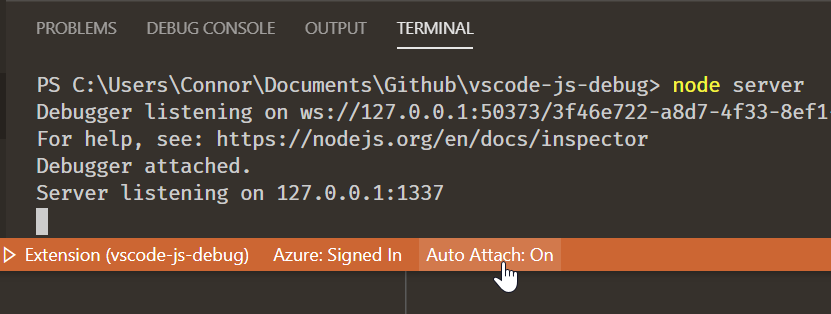 PROBLEMS DEBUG CONSOLE OUTPUT TERMINAL
PS C:\Users\Connor\Documents\Github\vscode-js-debug> node server
Debugger listening on ws://127.0.0.1:50373/3f46e722-a8d7-4f33-8ef1-
For help, see: https://nodejs.org/en/docs/inspector
Debugger attached.
Server listening on 127.0.0.1:1337
Extension (vscode-js-debug) Azure: Signed In Auto Attach: On